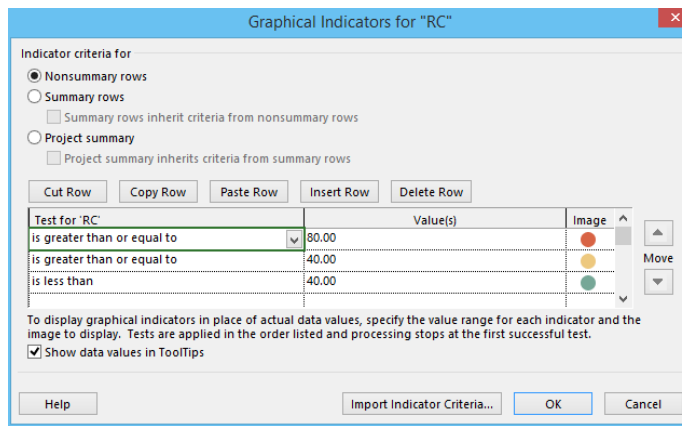 Graphical Indicators for "RC"
Indicator criteria for
Nonsummary rows
Summary rows
Summary rows inherit criteria from nonsummary rows
Project summary
Project summary inherits criteria from summary rows
Cut Row Copy Row Paste Row Insert Row Delete Row
Test for 'RC' Value(s) Image
is greater than or equal to 80.00
is greater than or equal to 40.00
Move
is less than 40.00
To display graphical indicators in place of actual data values, specify the value range for each indicator and the
image to display. Tests are applied in the order listed and processing stops at the first successful test.
Show data values in ToolTips
Help Import Indicator Criteria... OK Cancel